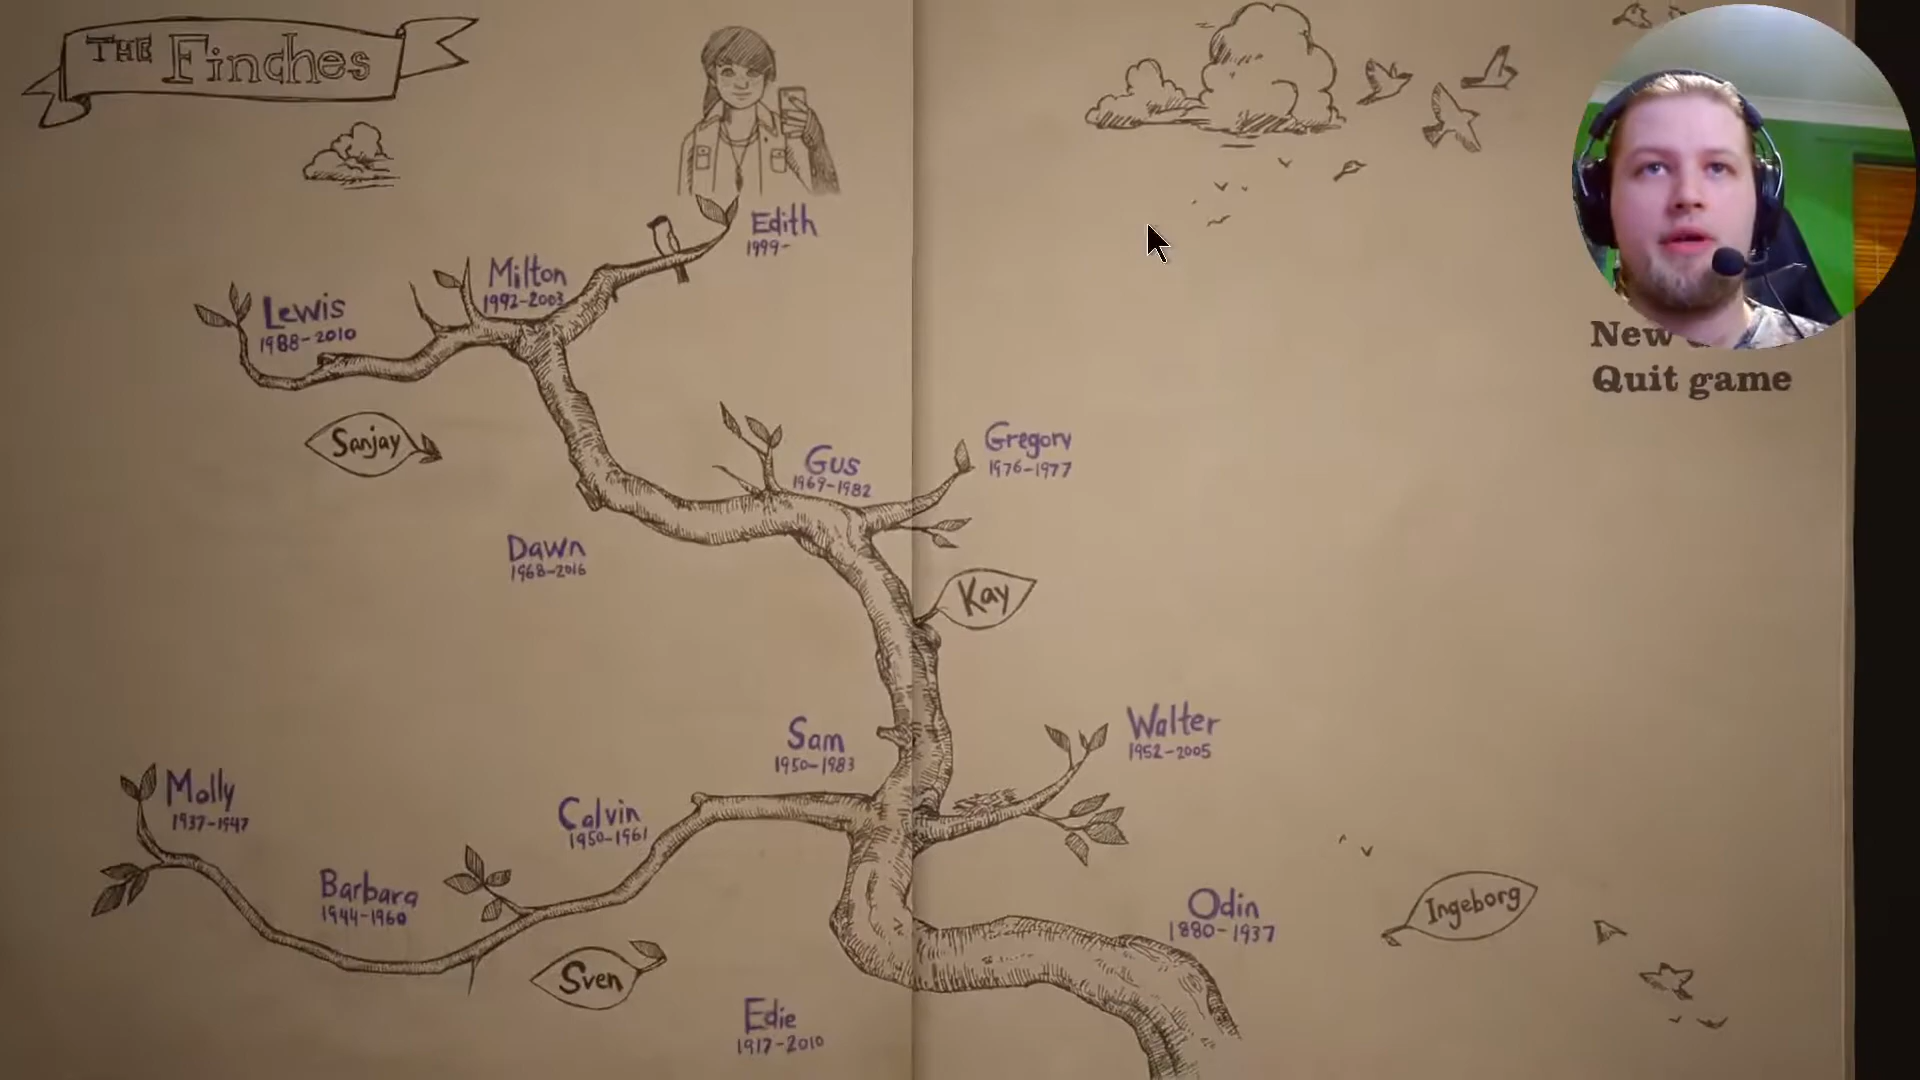 THE Finches
Edith
1999-
Milton
1992-2003
Lewis
1988-2010
Sanjay
Gus
1969-1982
Gregory
1976-1977
Dawn
1968-2016
Kay
Sam
1950-1983
Walter
1952-2005
Molly
1937-1947
Calvin
1950-1961
Barbara
1944-1960
Sven
Odin
1880-1937
Ingeborg
Edie
1917-2010
New
Quit game